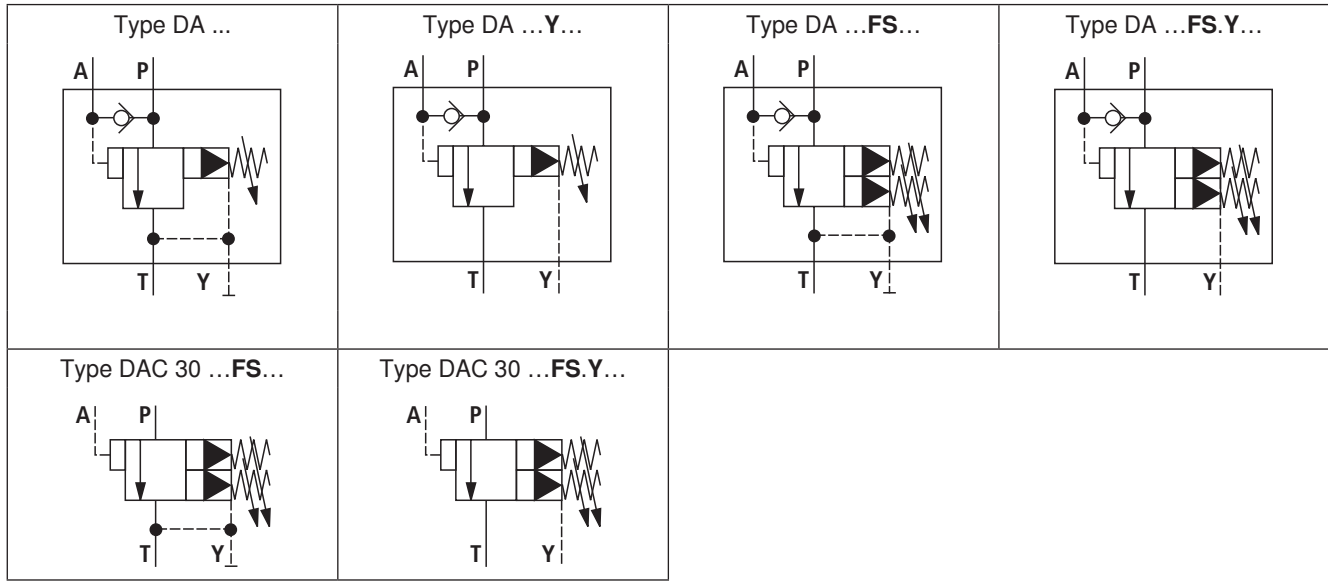 Type DA ...
A P
T Y
Type DA ...Y...
A P
T Y
Type DA ...FS...
A P
T Y
Type DA ...FS.Y...
A P
T Y
Type DAC 30 ...FS...
A P
T Y
Type DAC 30 ...FS.Y...
A P
T Y